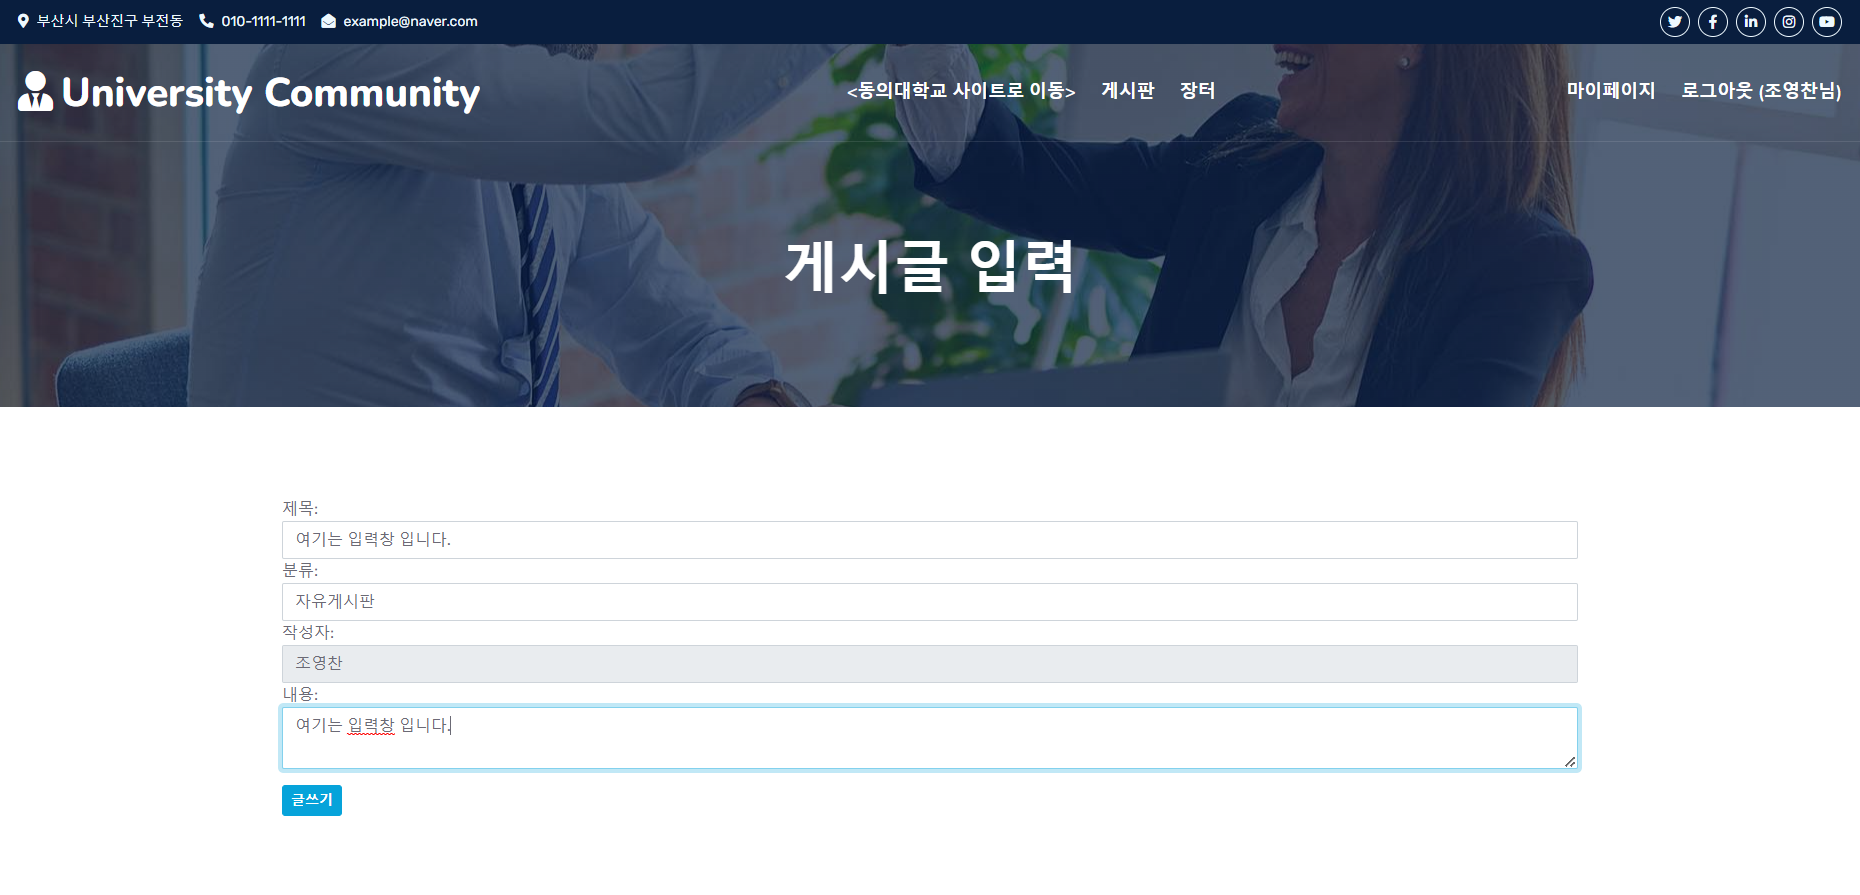 부산시 부산진구 부전동 010-1111-1111 example@naver.com
University Community <동의대학교 사이트로 이동> 게시판 장터 마이페이지 로그아웃 (조영찬님)
게시글 입력
제목:
여기는 입력창 입니다.
분류:
자유게시판
작성자:
조영찬
내용:
여기는 입력창 입니다.
글쓰기